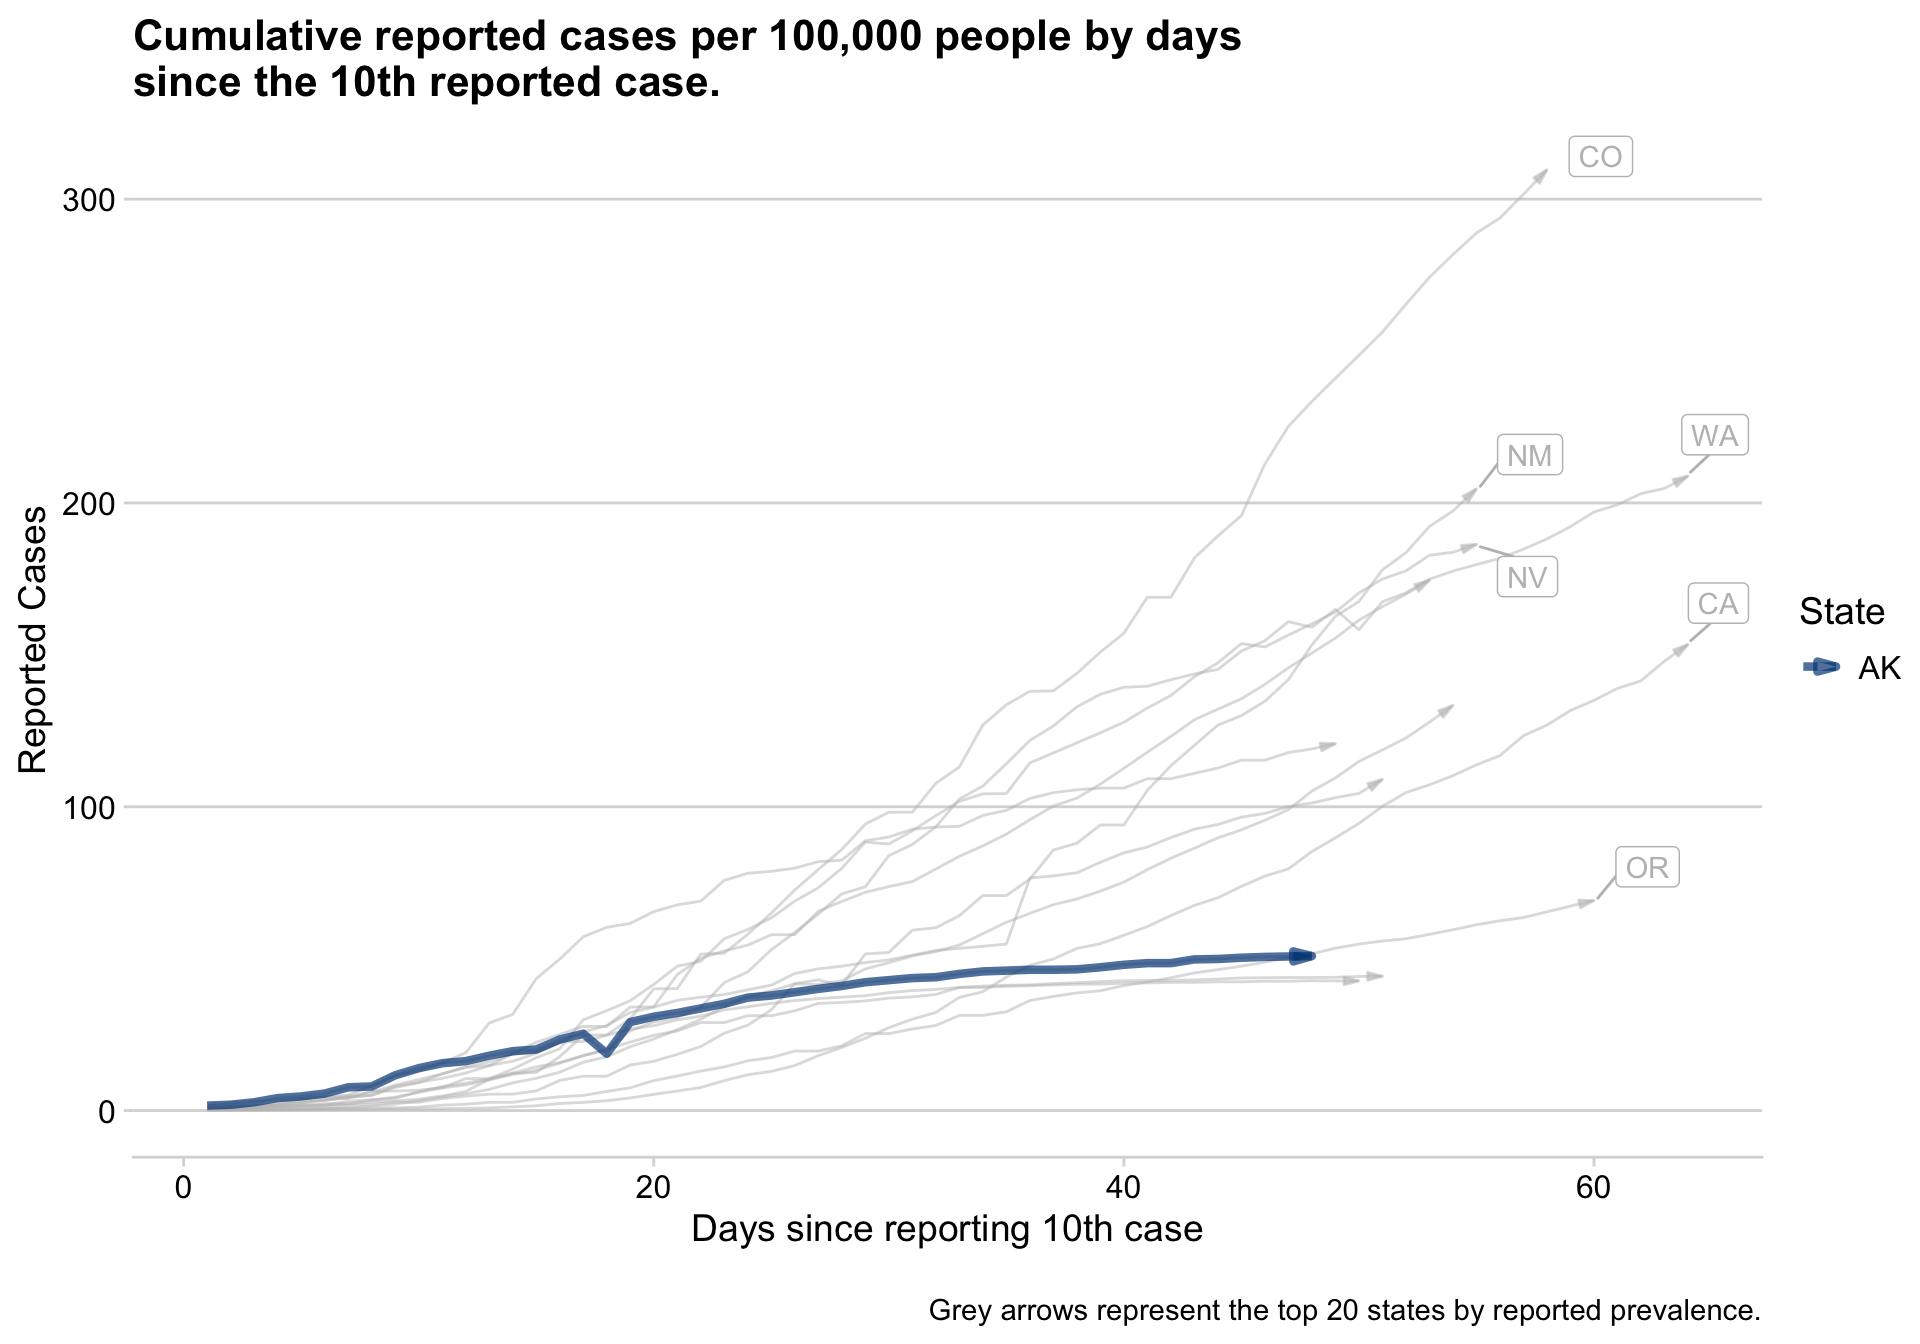 Cumulative reported cases per 100,000 people by days
since the 10th reported case.
CO
300
WA
NM
200
NV
CA
Reported Cases
State
AK
100
OR
0
0 20 40 60
Days since reporting 10th case
Grey arrows represent the top 20 states by reported prevalence.